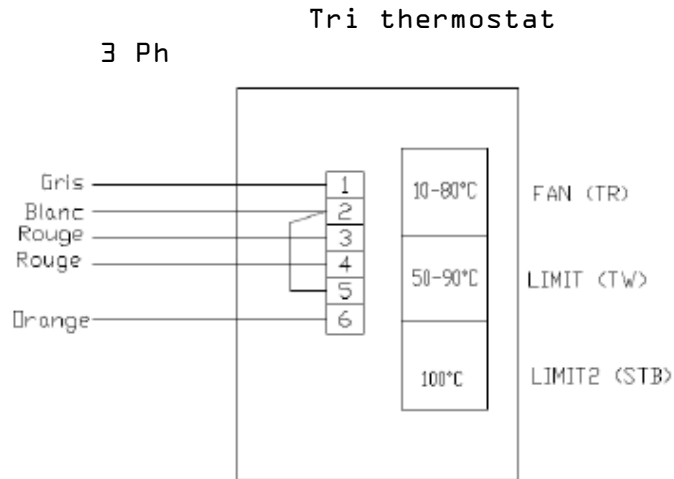 Tri thermostat
3 Ph
Gris
Blanc
Rouge
Rouge
Orange
1
2
3
4
5
6
10-80°C
50-90°C
100°C
FAN (TR)
LIMIT (TW)
LIMIT2 (STB)